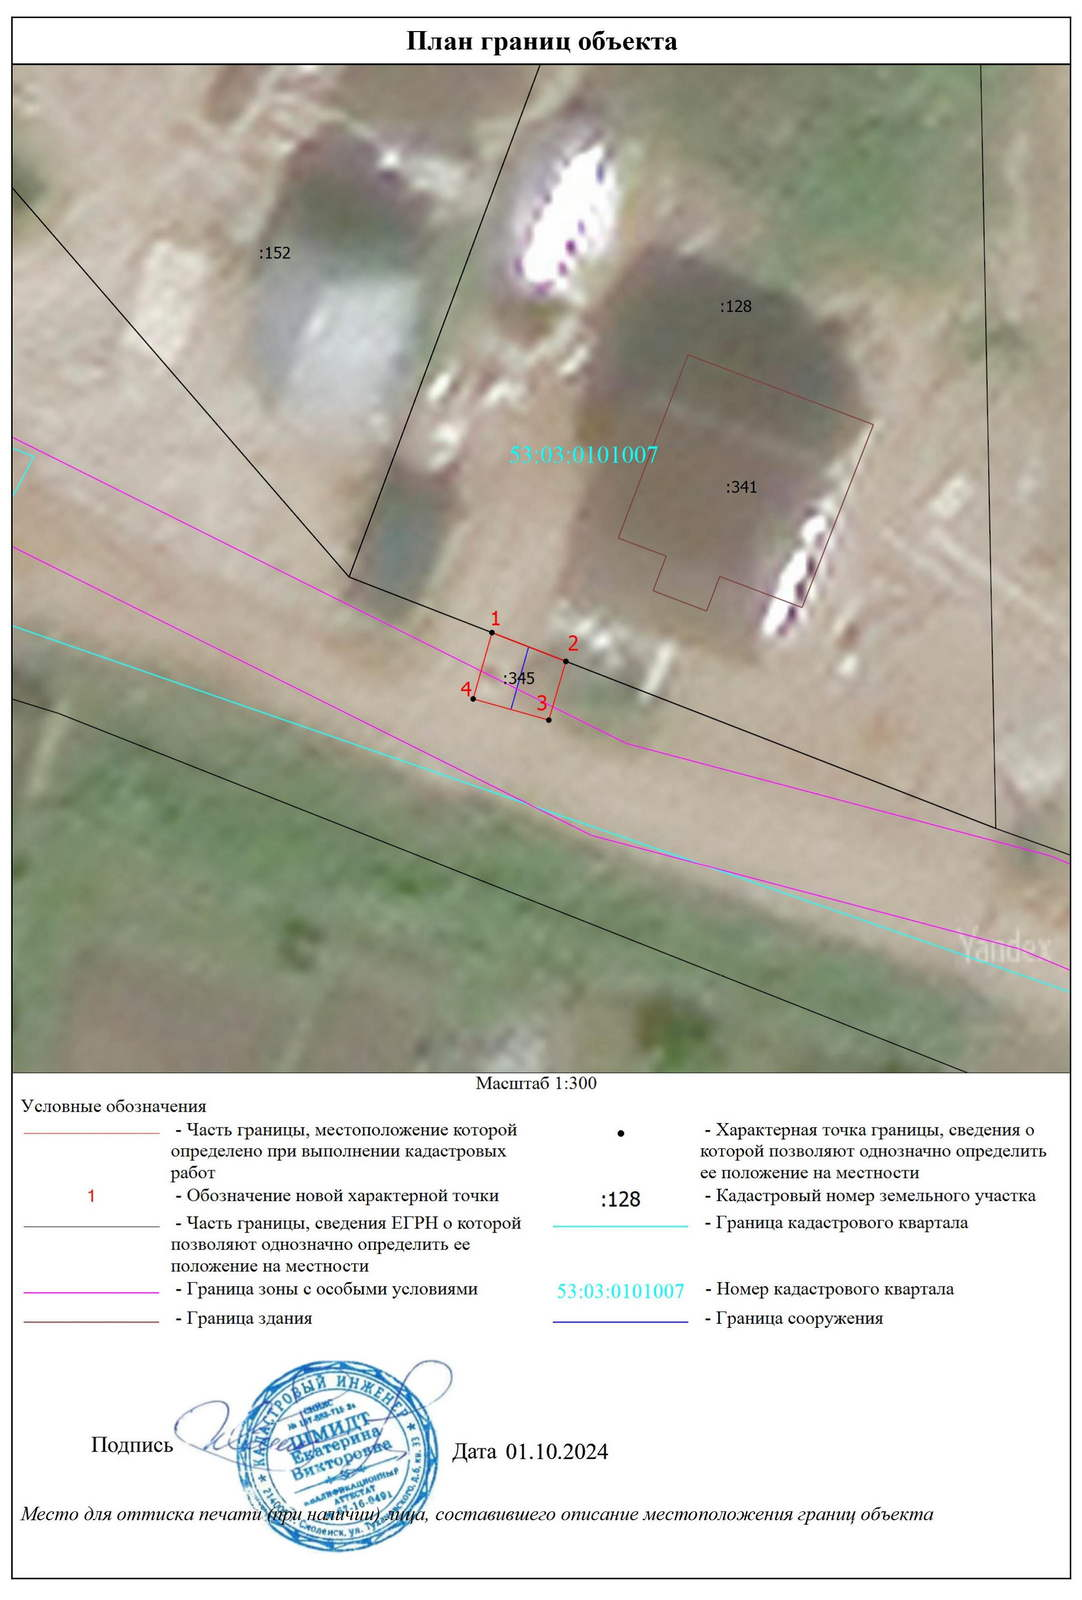 План границ объекта
:152
:128
53:03:0101007
:341
1
2
:345
4
3
Yandex
Масштаб 1:300
Условные обозначения
- Часть границы, местоположение которой
определено при выполнении кадастровых
работ
- Характерная точка границы, сведения о
которой позволяют однозначно определить
ее положение на местности
1
- Обозначение новой характерной точки
:128
- Кадастровый номер земельного участка
- Часть границы, сведения ЕГРН о которой
позволяют однозначно определить ее
положение на местности
- Граница кадастрового квартала
- Граница зоны с особыми условиями
53:03:0101007
- Номер кадастрового квартала
- Граница здания
- Граница сооружения
КАДАСТРОВЫЙ ИНЖЕНЕР
ШМИДТ
Екатерина
Викторовна
КВАЛИФИКАЦИОННЫЙ
АТТЕСТАТ
Смоленск, ул.
Подпись
Дата 01.10.2024
Место для оттиска печати (при наличии) лица, составившего описание местоположения границ объекта